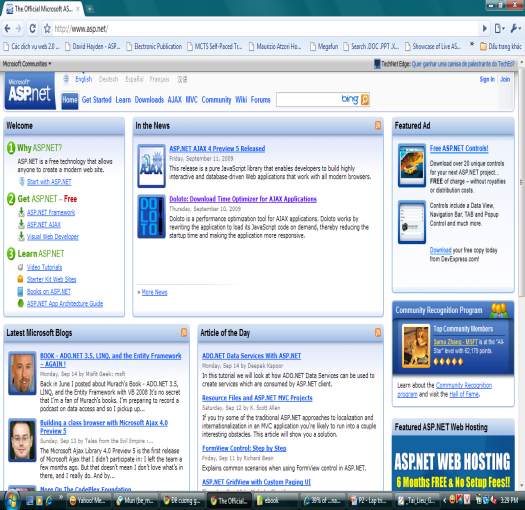 The Official Microsoft AS...
http://www.asp.net/
Các dịch vụ web 2.0 ... David Hayden - ASP... Electronic Publication MCTS Self-Paced Tr... Maurizio Atzori Ho... Megafun Search .DOC .PPT X... Showcase of Live AS... » Dấu trang khác
Microsoft Communities
TechNet Edge: Quer ganhar uma camisa de palestrante do TechEd?
English Deutsch Español Français 汉语
Sign In Join
Microsoft
ASP.net
Home Get Started Learn Downloads AJAX MVC Community Wiki Forums
bing
Welcome
1 Why ASP.NET?
ASP.NET is a free technology that allows
anyone to create a modern web site.
Start with ASP.NET
2 Get ASP.NET – Free
ASP.NET Framework
ASP.NET AJAX
Visual Web Developer
3 Learn ASP.NET
Video Tutorials
Starter Kit Web Sites
Books on ASP.NET
ASP.NET App Architecture Guide
In the News
AJAX
ASP.NET AJAX 4 Preview 5 Released
Friday, September 11, 2009
This release is a pure JavaScript library that enables developers to build highly
interactive and database-driven Web applications that work with all modern browsers.
DO
LO
TO
Doloto: Download Time Optimizer for AJAX Applications
Thursday, September 10, 2009
Doloto is a performance optimization tool for AJAX applications. Doloto works by
rewriting the application to load its JavaScript code on demand, thereby reducing the
startup time and making the application more responsive.
» More News
Featured Ad
Free ASP.NET Controls!
Download over 20 unique controls
for your next ASP.NET project...
FREE of charge – without royalties
or distribution costs.
Controls include a Data View,
Navigation Bar, TAB and Popup
Control and much more.
Download your free copy today
from DevExpress.com!
Community Recognition Program
Top Community Members
Samu Zhang - MSFT is at the "All-
Star" level with 62,179 points.
Learn about the Community Recognition
program and visit the Hall of Fame.
Latest Microsoft Blogs
BOOK - ADO.NET 3.5, LINQ, and the Entity Framework
– AGAIN !
Monday, Sep 14 by Misfit Geek: msft
Back in June I posted about Murach's Book - ADO.NET 3.5,
LINQ, and the Entity Framework with VS 2008 It's no secret
that I'm a fan of Murach's books. I'm preparing to record a
podcast on data access and so I pickup...
Building a class browser with Microsoft Ajax 4.0
Preview 5
Sunday, Sep 13 by Tales from the Evil Empire :...
The Microsoft Ajax Library 4.0 Preview 5 is the first release
of Microsoft Ajax that I didn't participate in: I left the team a
few months ago. But that doesn't mean I don't love what's in
there, and I really do. And by...
More On The CodePlex Foundation
Article of the Day
ADO.NET Data Services With ASP.NET
Monday, Sep 14 by Deepak Kapoor
In this tutorial we will look at how ADO.NET Data Services can be used to
create services which are consumed by ASP.NET client.
Resource Files and ASP.NET MVC Projects
Saturday, Sep 12 by K. Scott Allen
If you try some of the traditional ASP.NET approaches to localization and
internationalization in an MVC application you're likely to run into a couple
interesting obstacles. This article will show you a solution.
FormView Control: Step by Step
Friday, Sep 11 by Richard Bean
Explains common scenarios when using FormView control in ASP.NET.
ASP.NET GridView with Custom Paging UI
Featured ASP.NET Web Hosting
ASP.NET WEB HOSTING
6 Months FREE & No Setup Fees!!
Yahoo! Me... Mun (be_m... Đề cương g... The Official... ebook 39% of ...na... P2 - Lap tri... _Tai_Lieu_G... 3:29 PM